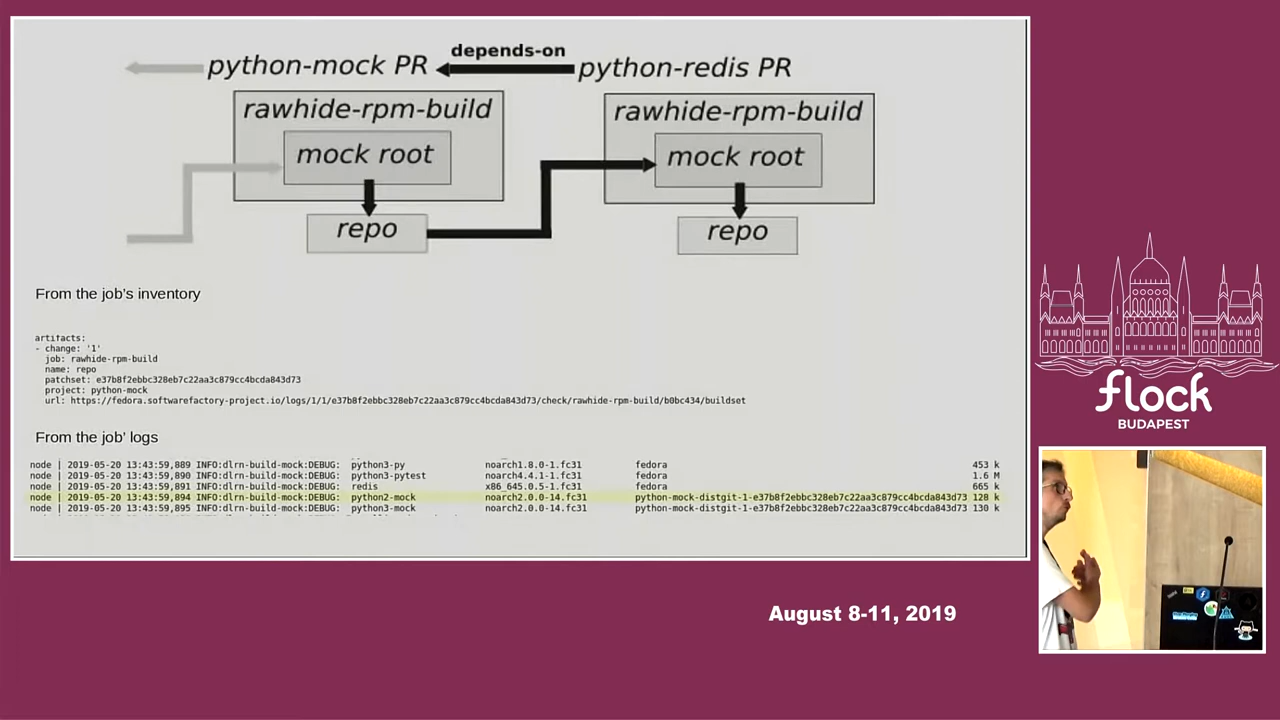 depends-on
python-mock PR
python-redis PR
rawhide-rpm-build
rawhide-rpm-build
mock root
mock root
repo
repo
From the job's inventory
artifacts:
- change: '1'
job: rawhide-rpm-build
name: repo
patchset: e37b8f2ebbc328eb7c22aa3c879cc4bcda843d73
project: python-mock
url: https://fedora.softwarefactory-project.io/logs/1/1/e37b8f2ebbc328eb7c22aa3c879cc4bcda843d73/check/rawhide-rpm-build/b0bc434/buildset
From the job' logs
node | 2019-05-20 13:43:59,889 INFO:dlrn-build-mock:DEBUG: python3-py noarch1.8.0-1.fc31 fedora 453 k
node | 2019-05-20 13:43:59,890 INFO:dlrn-build-mock:DEBUG: python3-pytest noarch4.4.1-1.fc31 fedora 1.6 M
node | 2019-05-20 13:43:59,891 INFO:dlrn-build-mock:DEBUG: redis x86_645.0.5-1.fc31 fedora 665 k
node | 2019-05-20 13:43:59,894 INFO:dlrn-build-mock:DEBUG: python2-mock noarch2.0.0-14.fc31 python-mock-distgit-1-e37b8f2ebbc328eb7c22aa3c879cc4bcda843d73 128 k
node | 2019-05-20 13:43:59,895 INFO:dlrn-build-mock:DEBUG: python3-mock noarch2.0.0-14.fc31 python-mock-distgit-1-e37b8f2ebbc328eb7c22aa3c879cc4bcda843d73 130 k
flock
BUDAPEST
August 8-11, 2019